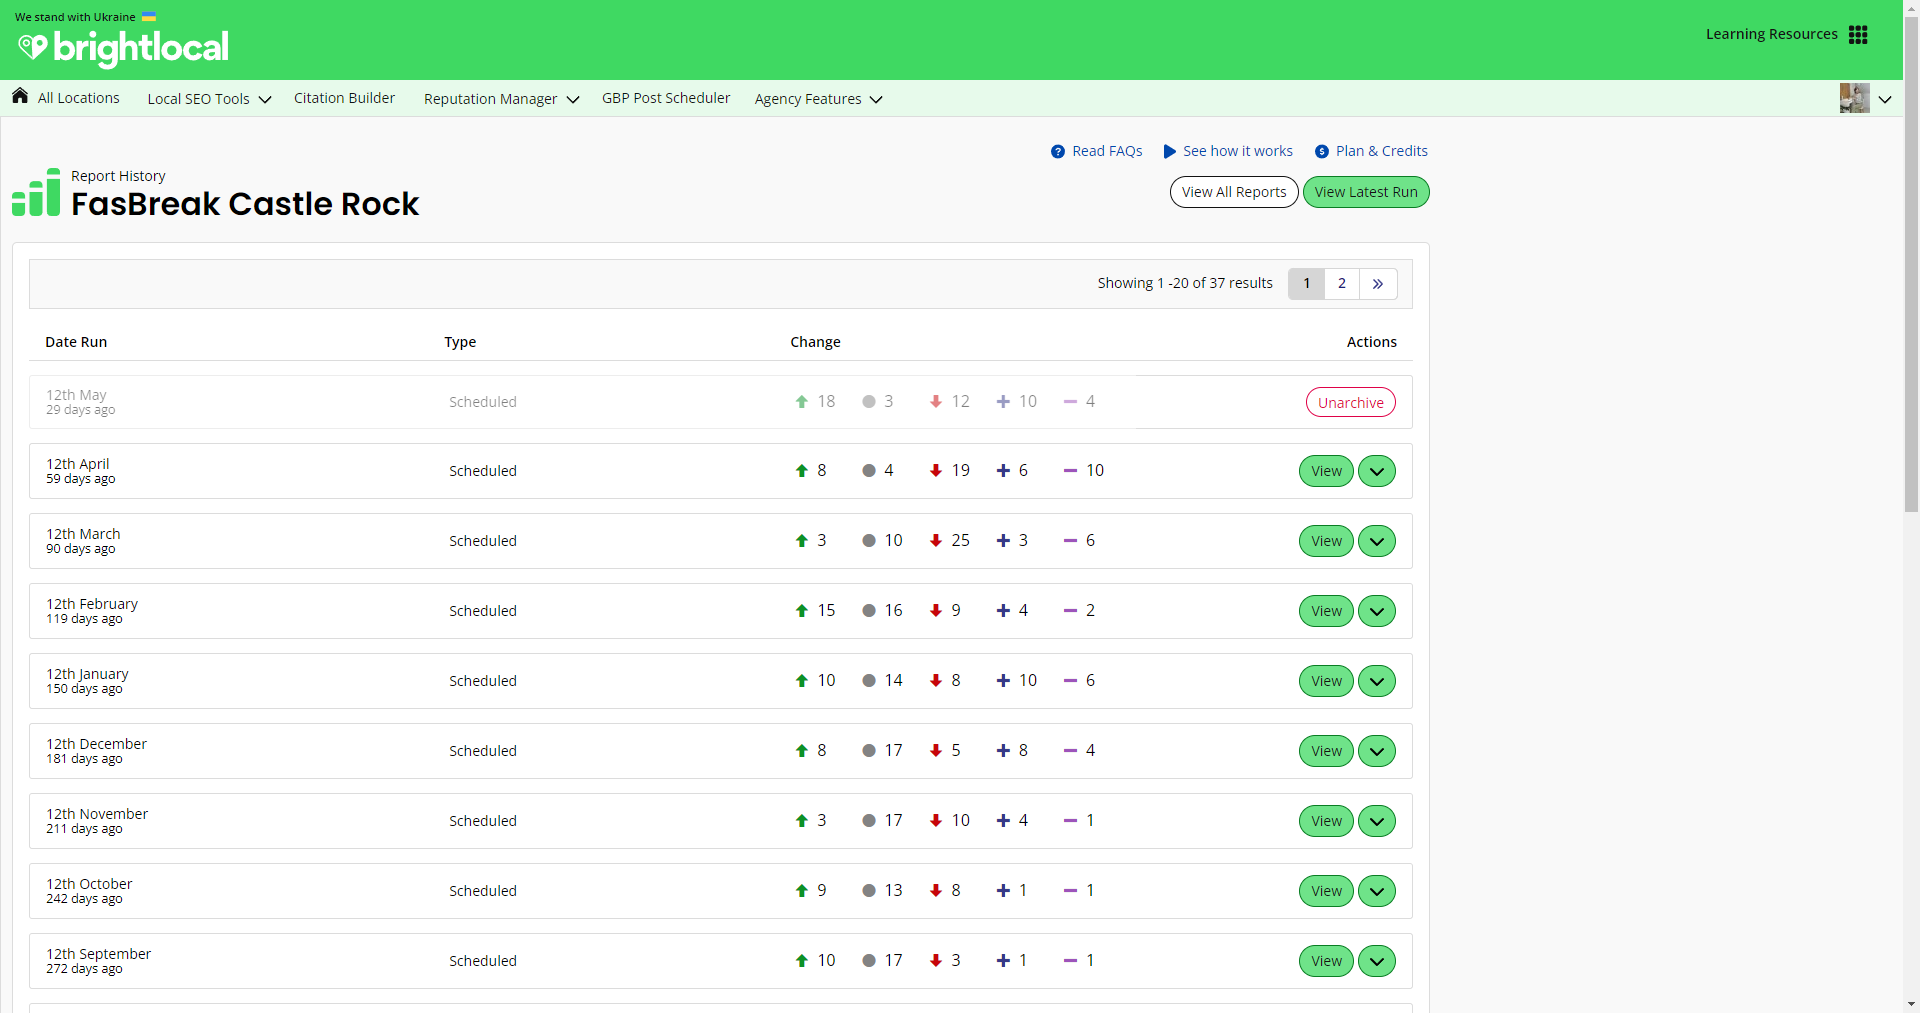 We stand with Ukraine
brightlocal
Learning Resources
All Locations
Local SEO Tools
Citation Builder
Reputation Manager
GBP Post Scheduler
Agency Features
Read FAQs
See how it works
Plan & Credits
Report History
FasBreak Castle Rock
View All Reports
View Latest Run
Showing 1 -20 of 37 results
1
2
»
Date Run
Type
Change
Actions
12th May
29 days ago
Scheduled
18
3
12
10
4
Unarchive
12th April
59 days ago
Scheduled
8
4
19
6
10
View
12th March
90 days ago
Scheduled
3
10
25
3
6
View
12th February
119 days ago
Scheduled
15
16
9
4
2
View
12th January
150 days ago
Scheduled
10
14
8
10
6
View
12th December
181 days ago
Scheduled
8
17
5
8
4
View
12th November
211 days ago
Scheduled
3
17
10
4
1
View
12th October
242 days ago
Scheduled
9
13
8
1
1
View
12th September
272 days ago
Scheduled
10
17
3
1
1
View